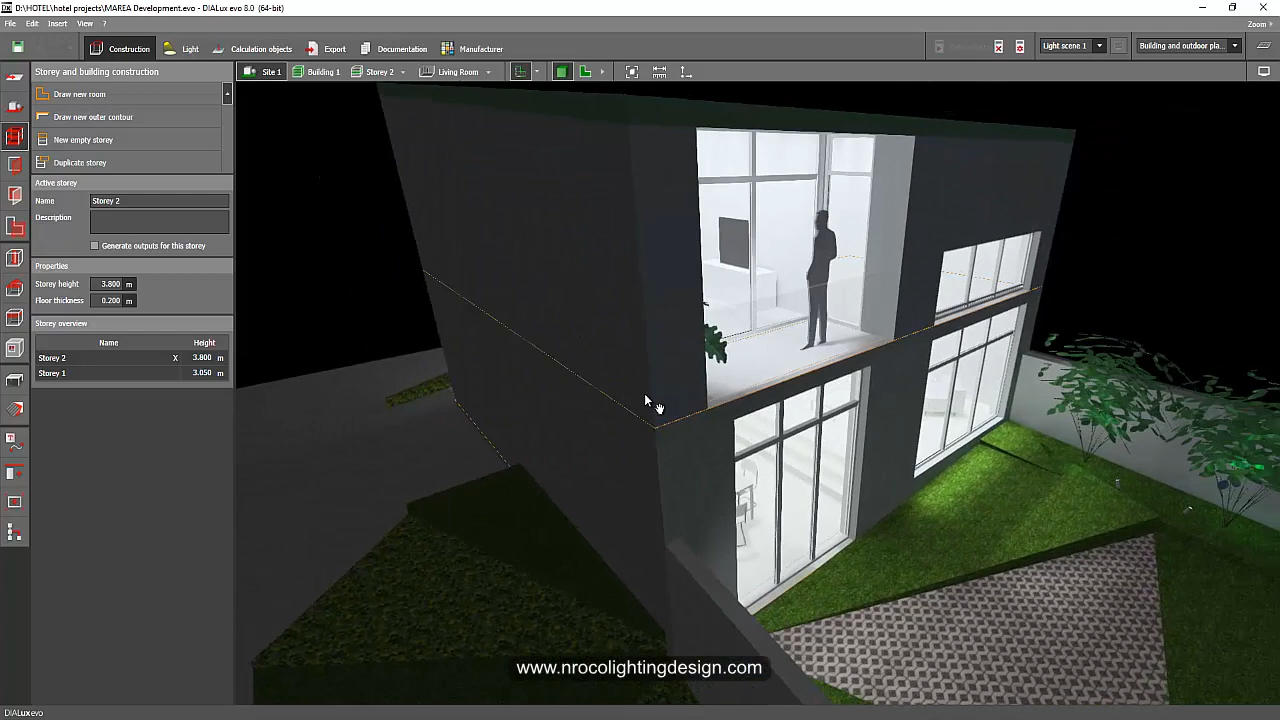 D:\HOTEL\hotel projects\MAREA Development.evo - DIALux evo 8.0 (64-bit)
File Edit Insert View ? Zoom
Construction Light Calculation objects Export Documentation Manufacturer Light scene 1 Building and outdoor pla...
Storey and building construction
Site 1 Building 1 Storey 2 Living Room
Draw new room
Draw new outer contour
New empty storey
Duplicate storey
Active storey
Name Storey 2
Description
Generate outputs for this storey
Properties
Storey height 3.800 m
Floor thickness 0.200 m
Storey overview
Name Height
Storey 2 X 3.800 m
Storey 1 3.050 m
www.nrocolightingdesign.com
DIALux evo